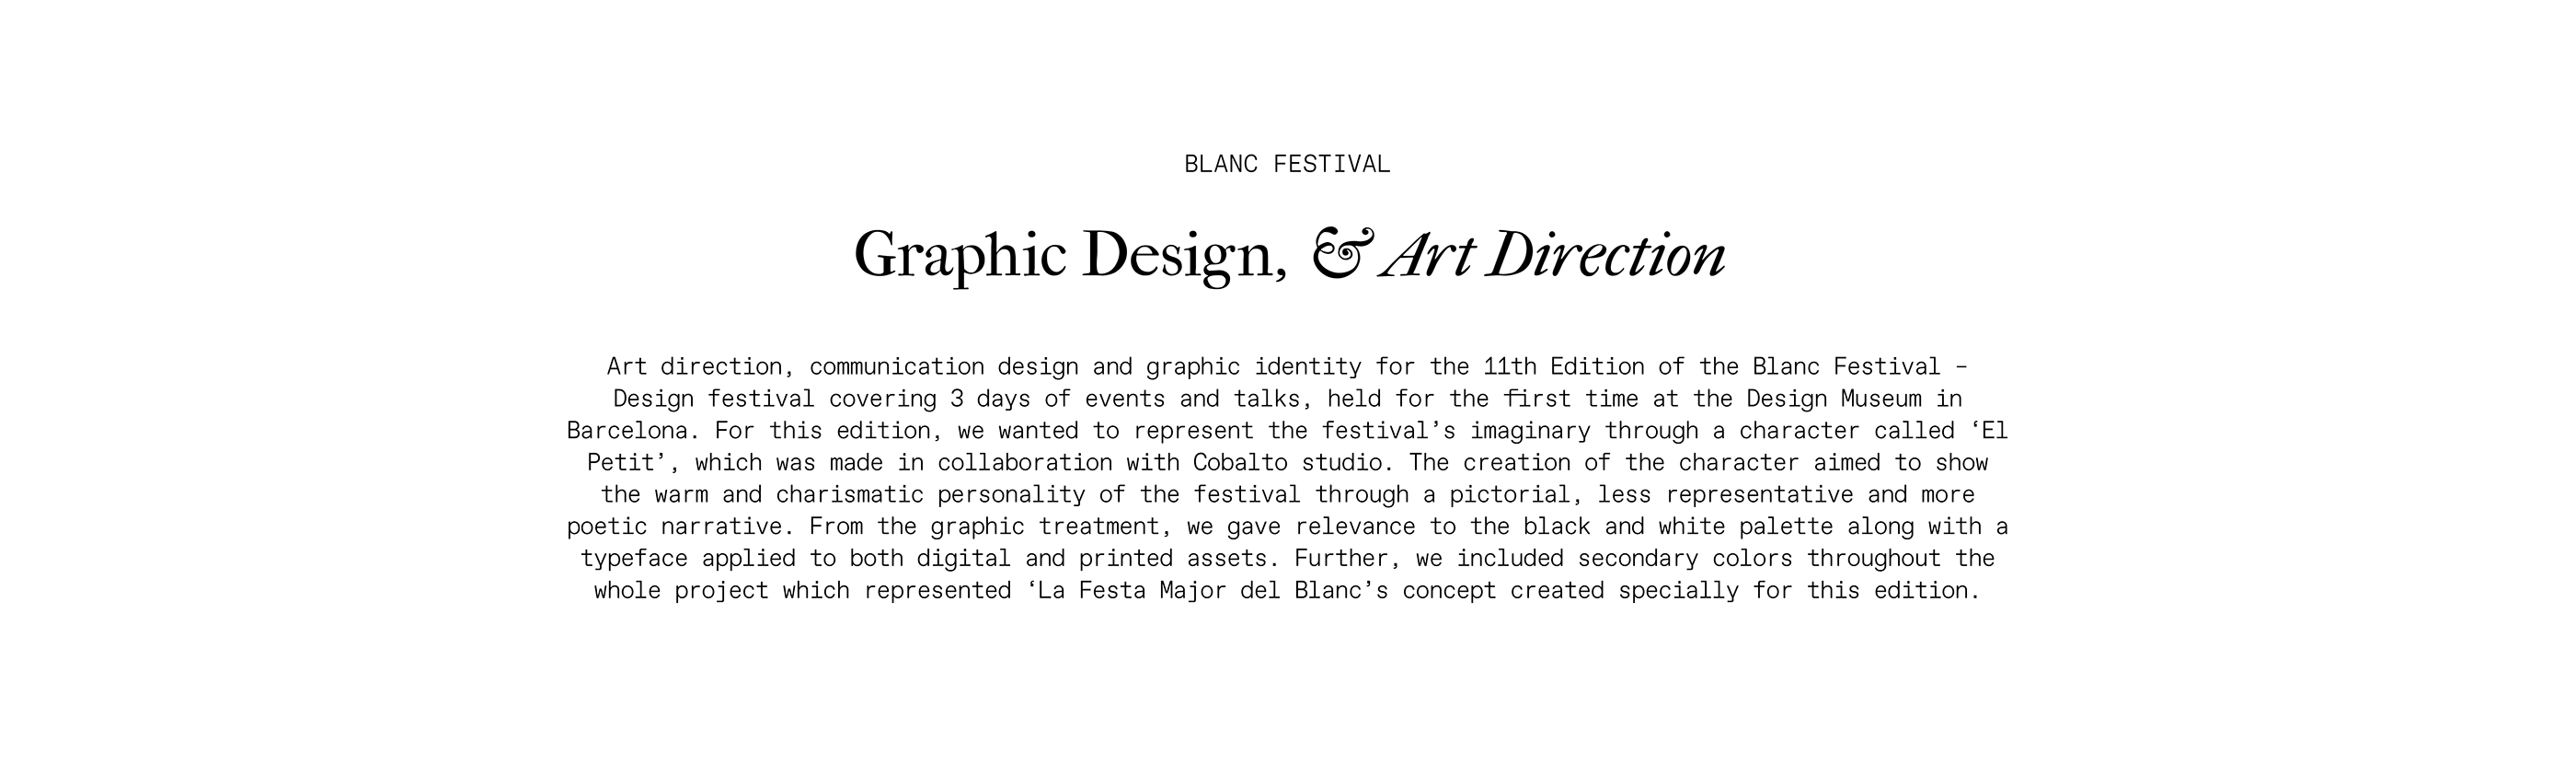 BLANC FESTIVAL
Graphic Design, & Art Direction
Art direction, communication design and graphic identity for the 11th Edition of the Blanc Festival –
Design festival covering 3 days of events and talks, held for the first time at the Design Museum in
Barcelona. For this edition, we wanted to represent the festival’s imaginary through a character called ‘El
Petit’, which was made in collaboration with Cobalto studio. The creation of the character aimed to show
the warm and charismatic personality of the festival through a pictorial, less representative and more
poetic narrative. From the graphic treatment, we gave relevance to the black and white palette along with a
typeface applied to both digital and printed assets. Further, we included secondary colors throughout the
whole project which represented ‘La Festa Major del Blanc’s concept created specially for this edition.